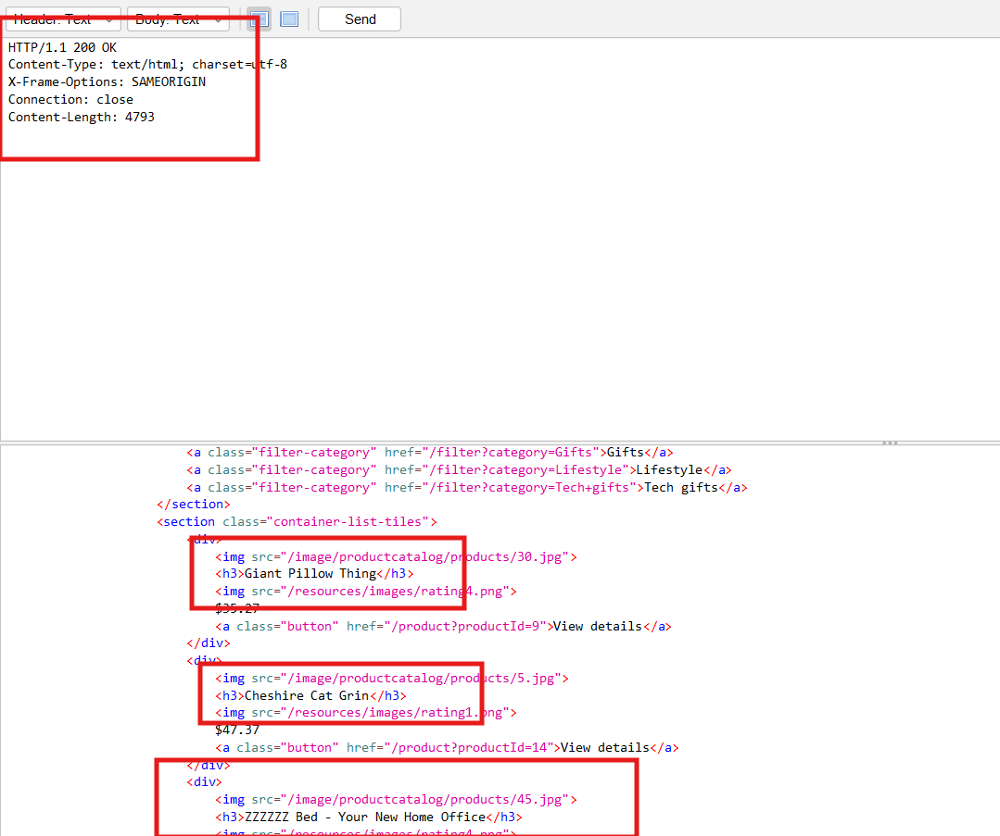 Header: Text Body: Text Send
HTTP/1.1 200 OK
Content-Type: text/html; charset=utf-8
X-Frame-Options: SAMEORIGIN
Connection: close
Content-Length: 4793
<a class="filter-category" href="/filter?category=Gifts">Gifts</a>
<a class="filter-category" href="/filter?category=Lifestyle">Lifestyle</a>
<a class="filter-category" href="/filter?category=Tech+gifts">Tech gifts</a>
</section>
<section class="container-list-tiles">
<div>
<img src="/image/productcatalog/products/30.jpg">
<h3>Giant Pillow Thing</h3>
<img src="/resources/images/rating4.png">
$35.27
<a class="button" href="/product?productId=9">View details</a>
</div>
<div>
<img src="/image/productcatalog/products/5.jpg">
<h3>Cheshire Cat Grin</h3>
<img src="/resources/images/rating1.png">
$47.37
<a class="button" href="/product?productId=14">View details</a>
</div>
<div>
<img src="/image/productcatalog/products/45.jpg">
<h3>ZZZZZZ Bed - Your New Home Office</h3>
<img src="/resources/images/rating4.png">